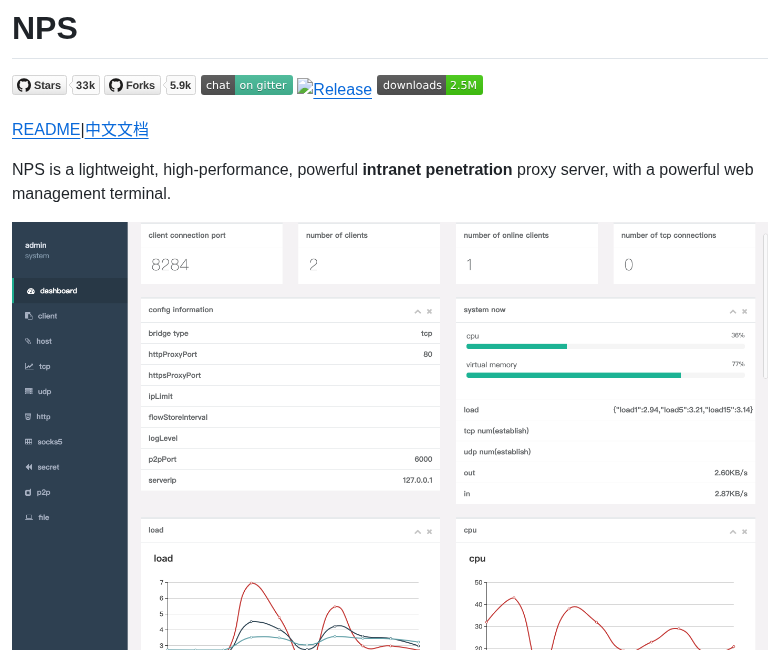 NPS
Stars 33k Forks 5.9k chat on gitter Release downloads 2.5M
README|中文文档
NPS is a lightweight, high-performance, powerful intranet penetration proxy server, with a powerful web
management terminal.
admin
system
dashboard
client
host
tcp
udp
http
socks5
secret
p2p
file
client connection port
8284
number of clients
2
number of online clients
1
number of tcp connections
0
config information
bridge type tcp
httpProxyPort 80
httpsProxyPort
ipLimit
flowStoreInterval
logLevel
p2pPort 6000
serverIp 127.0.0.1
system now
cpu 36%
virtual memory 77%
load {"load1":2.94,"load5":3.21,"load15":3.14}
tcp num(establish)
udp num(establish)
out 2.60KB/s
in 2.87KB/s
load
load
7
6
5
4
3
cpu
cpu
50
40
30
20